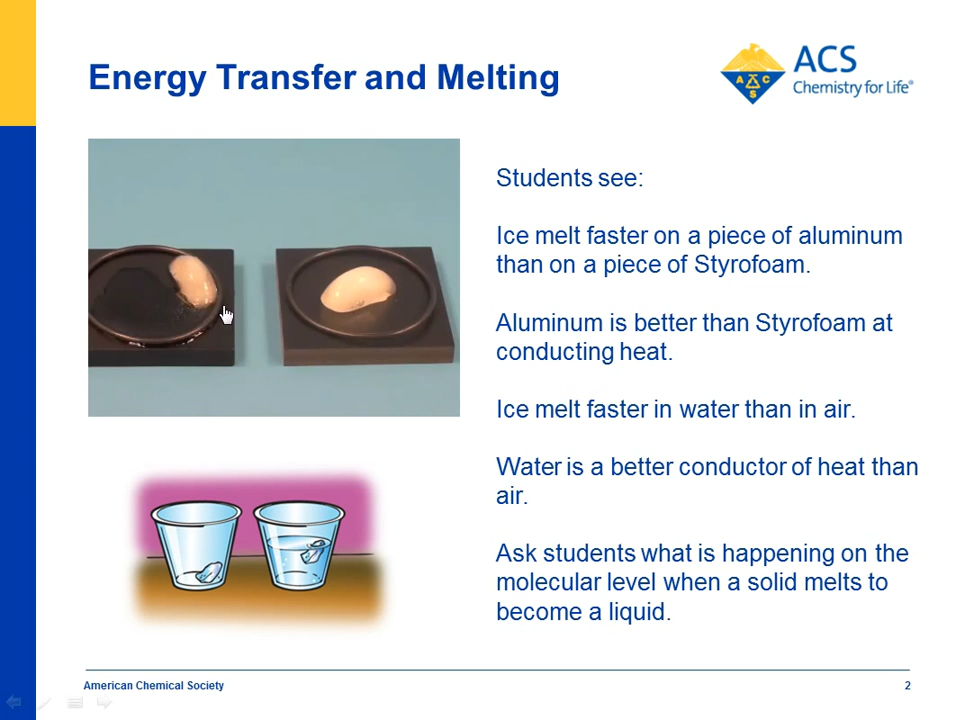 Energy Transfer and Melting
A C S
ACS
Chemistry for Life®
Students see:
Ice melt faster on a piece of aluminum
than on a piece of Styrofoam.
Aluminum is better than Styrofoam at
conducting heat.
Ice melt faster in water than in air.
Water is a better conductor of heat than
air.
Ask students what is happening on the
molecular level when a solid melts to
become a liquid.
American Chemical Society
2